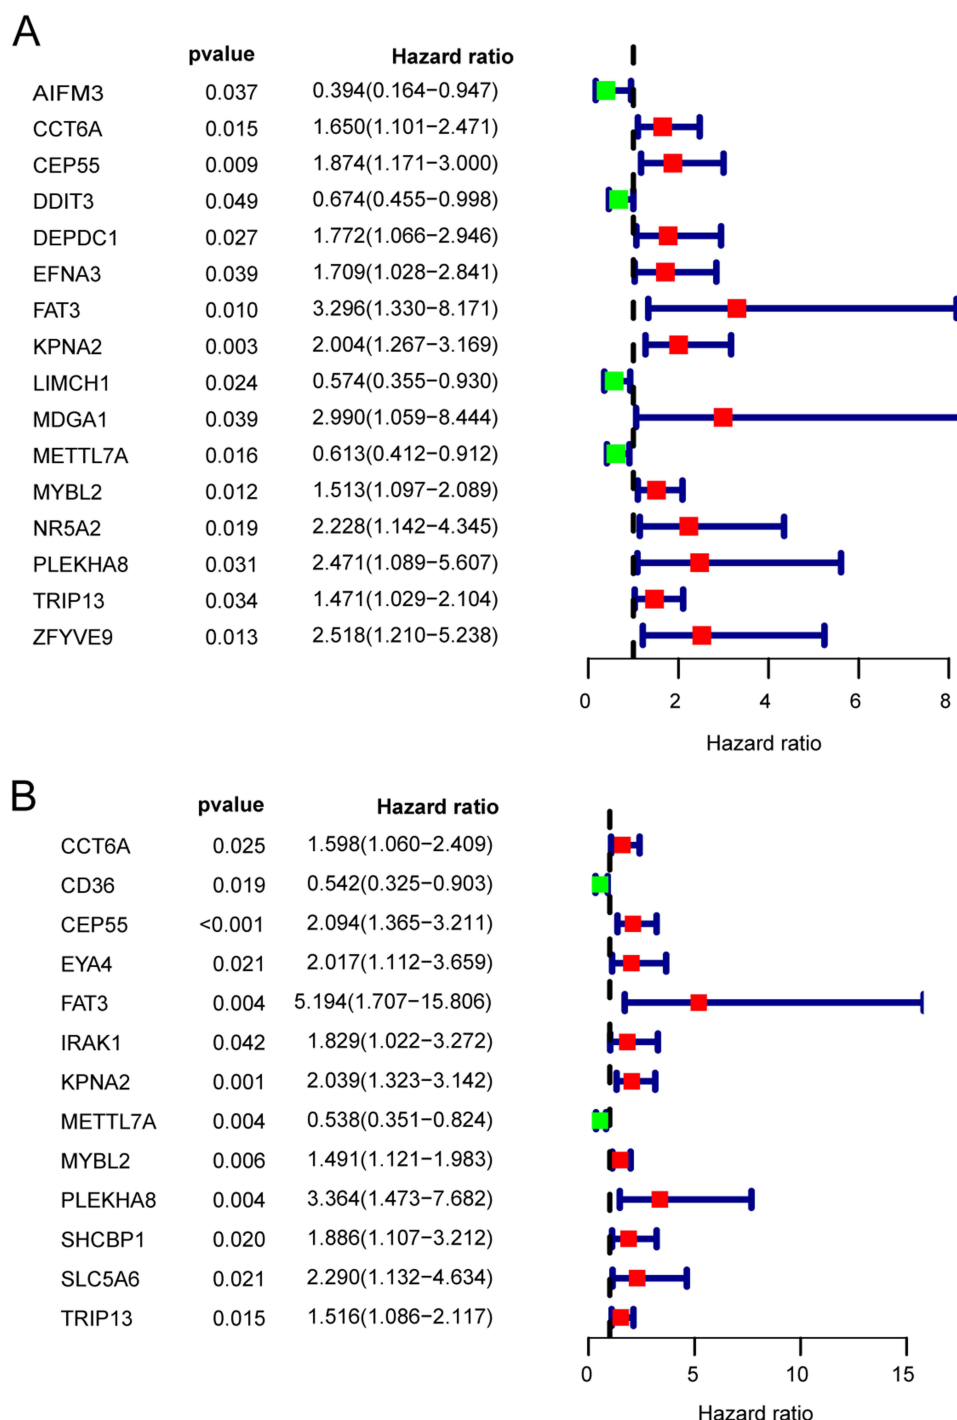 A
pvalue Hazard ratio
AIFM3 0.037 0.394(0.164−0.947)
CCT6A 0.015 1.650(1.101−2.471)
CEP55 0.009 1.874(1.171−3.000)
DDIT3 0.049 0.674(0.455−0.998)
DEPDC1 0.027 1.772(1.066−2.946)
EFNA3 0.039 1.709(1.028−2.841)
FAT3 0.010 3.296(1.330−8.171)
KPNA2 0.003 2.004(1.267−3.169)
LIMCH1 0.024 0.574(0.355−0.930)
MDGA1 0.039 2.990(1.059−8.444)
METTL7A 0.016 0.613(0.412−0.912)
MYBL2 0.012 1.513(1.097−2.089)
NR5A2 0.019 2.228(1.142−4.345)
PLEKHA8 0.031 2.471(1.089−5.607)
TRIP13 0.034 1.471(1.029−2.104)
ZFYVE9 0.013 2.518(1.210−5.238)
0 2 4 6 8
Hazard ratio
B
pvalue Hazard ratio
CCT6A 0.025 1.598(1.060−2.409)
CD36 0.019 0.542(0.325−0.903)
CEP55 <0.001 2.094(1.365−3.211)
EYA4 0.021 2.017(1.112−3.659)
FAT3 0.004 5.194(1.707−15.806)
IRAK1 0.042 1.829(1.022−3.272)
KPNA2 0.001 2.039(1.323−3.142)
METTL7A 0.004 0.538(0.351−0.824)
MYBL2 0.006 1.491(1.121−1.983)
PLEKHA8 0.004 3.364(1.473−7.682)
SHCBP1 0.020 1.886(1.107−3.212)
SLC5A6 0.021 2.290(1.132−4.634)
TRIP13 0.015 1.516(1.086−2.117)
0 5 10 15
Hazard ratio